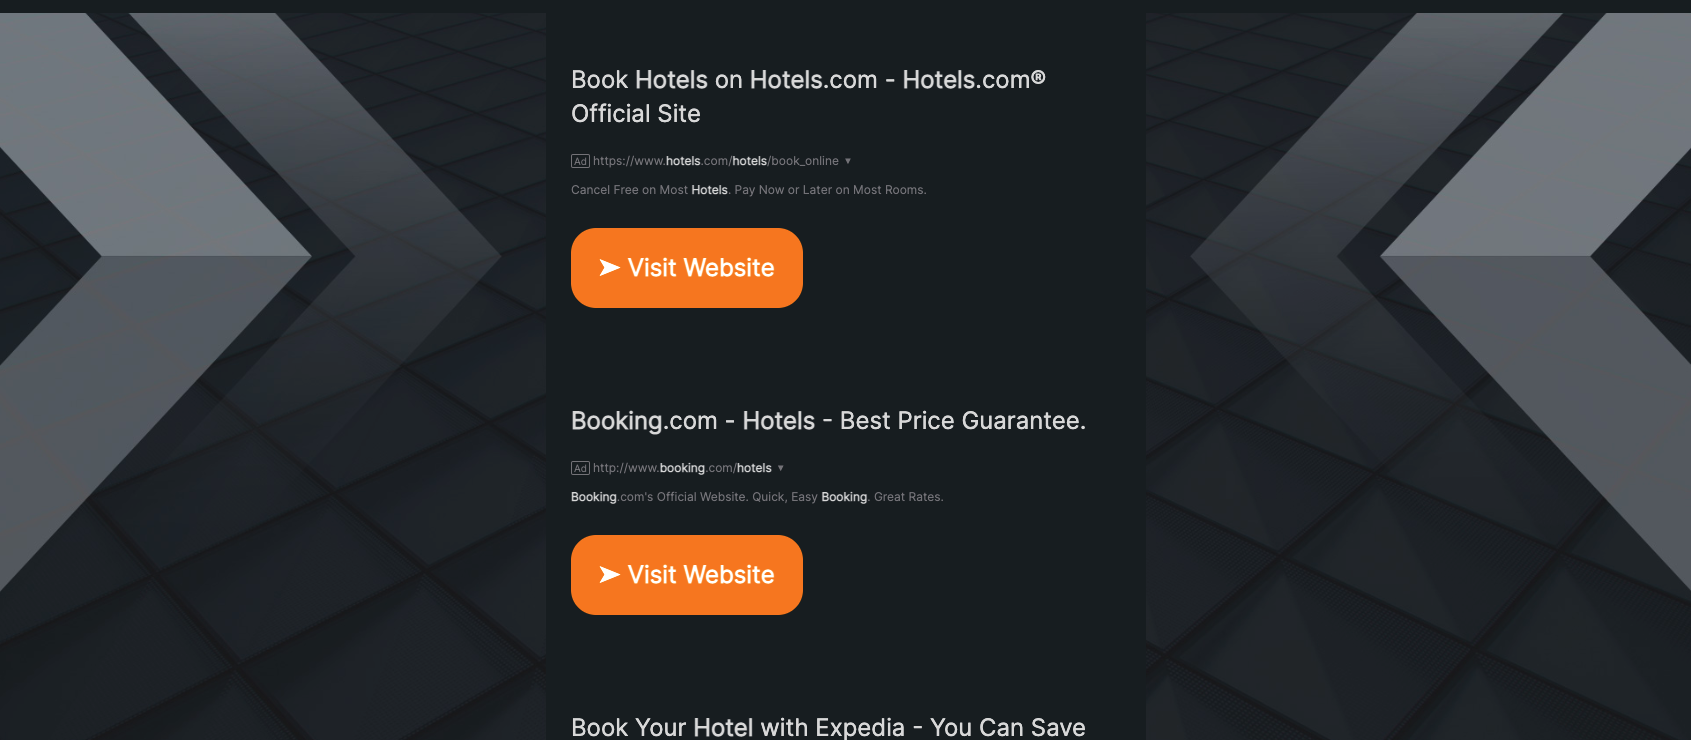 Book Hotels on Hotels.com - Hotels.com®
Official Site
Ad https://www.hotels.com/hotels/book_online ▼
Cancel Free on Most Hotels. Pay Now or Later on Most Rooms.
➤ Visit Website
Booking.com - Hotels - Best Price Guarantee.
Ad http://www.booking.com/hotels ▼
Booking.com's Official Website. Quick, Easy Booking. Great Rates.
➤ Visit Website
Book Your Hotel with Expedia - You Can Save